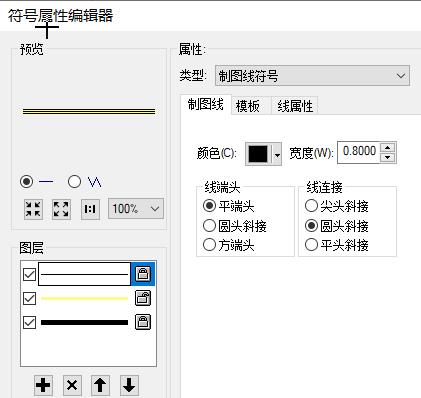 符号属性编辑器
预览
1:1
100%
图层
属性:
类型: 制图线符号
制图线 模板 线属性
颜色(C): 宽度(W): 0.8000
线端头
平端头
圆头斜接
方端头
线连接
尖头斜接
圆头斜接
平头斜接